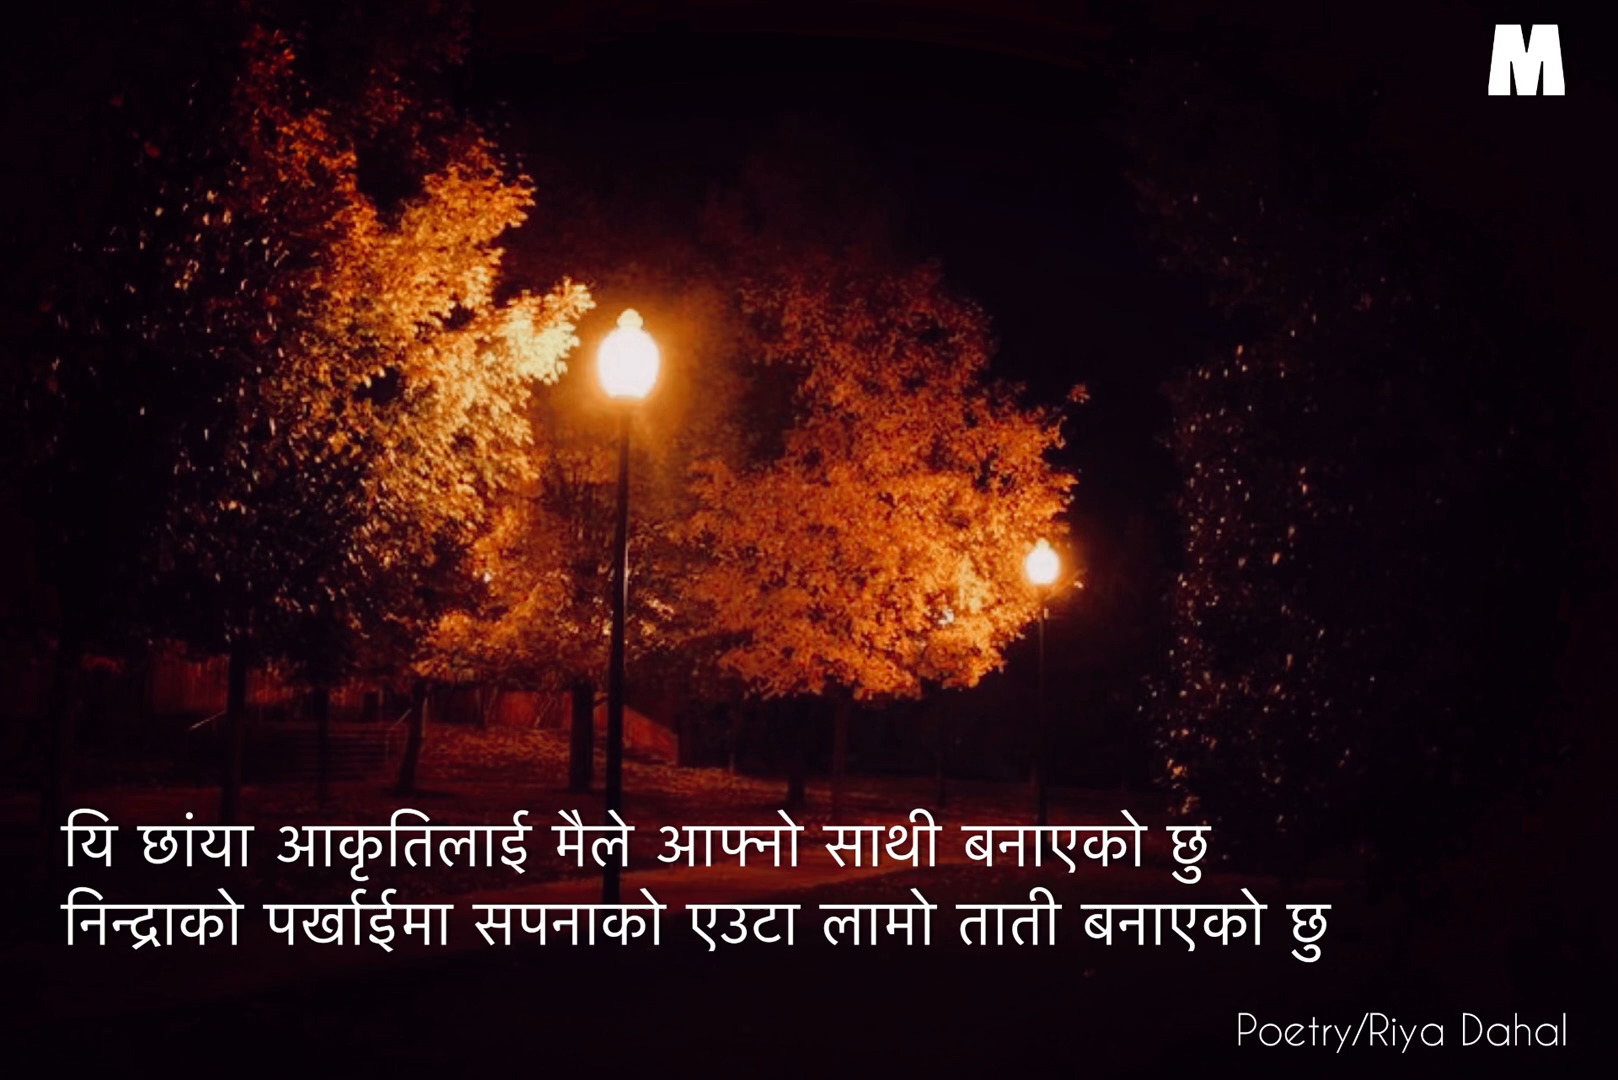 M
यि छांया आकृतिलाई मैले आफ्नो साथी बनाएको छु
निन्द्राको पर्खाईमा सपनाको एउटा लामो ताती बनाएको छु
Poetry/Riya Dahal